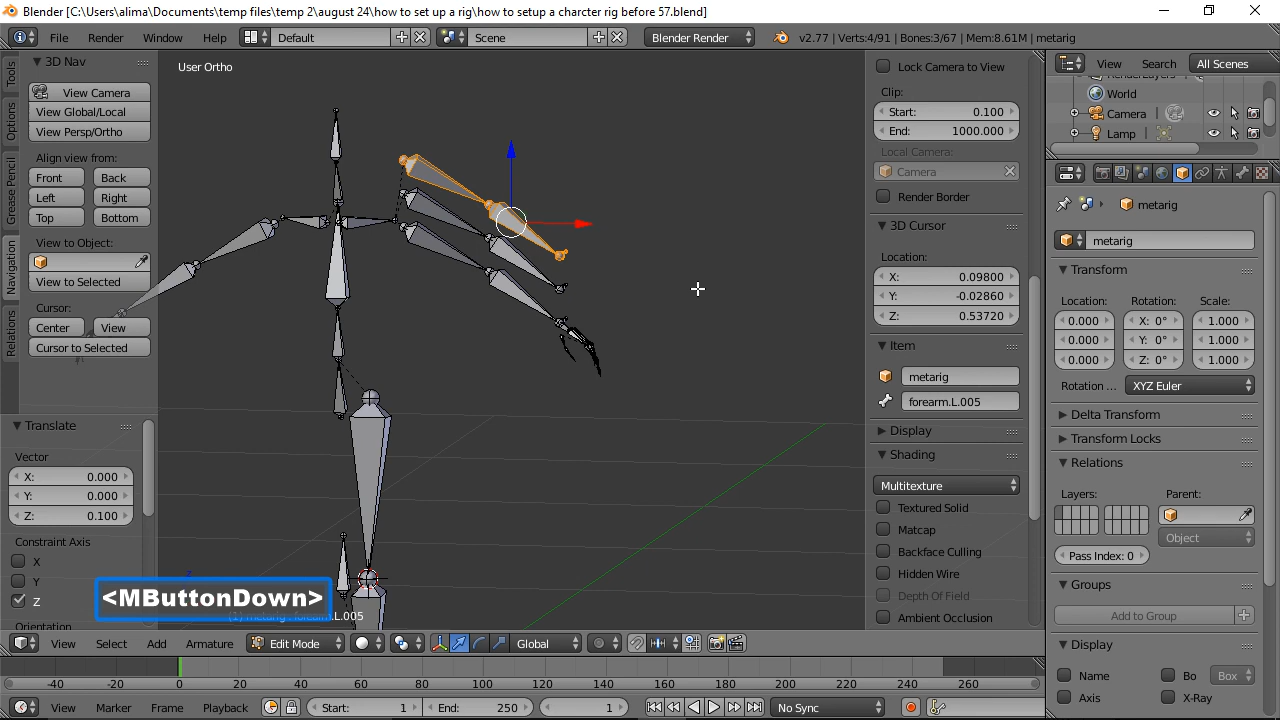 Blender [C:\Users\alima\Documents\temp files\temp 2\august 24\how to set up a rig\how to setup a charcter rig before 57.blend]
File Render Window Help Default Scene Blender Render v2.77 | Verts:4/91 | Bones:3/67 | Mem:8.61M | metarig
Tools
Options
Grease Pencil
Navigation
Relations
3D Nav
View Camera
View Global/Local
View Persp/Ortho
Align view from:
Front Back
Left Right
Top Bottom
View to Object:
View to Selected
Cursor:
Center View
Cursor to Selected
Translate
Vector
X: 0.000
Y: 0.000
Z: 0.100
Constraint Axis
X
Y
Z
Orientation
User Ortho
<MButtonDown>
(1) metarig : forearm.L.005
Lock Camera to View
Clip:
Start: 0.100
End: 1000.000
Local Camera:
Camera
Render Border
3D Cursor
Location:
X: 0.09800
Y: -0.02860
Z: 0.53720
Item
metarig
forearm.L.005
Display
Shading
Multitexture
Textured Solid
Matcap
Backface Culling
Hidden Wire
Depth Of Field
Ambient Occlusion
View Search All Scenes
RenderLayers
World
Camera
Lamp
metarig
metarig
Transform
Location: Rotation: Scale:
0.000 X: 0° 1.000
0.000 Y: 0° 1.000
0.000 Z: 0° 1.000
Rotation ... XYZ Euler
Delta Transform
Transform Locks
Relations
Layers: Parent:
Object
Pass Index: 0
Groups
Add to Group
Display
Name Bo Box
Axis X-Ray
View Select Add Armature Edit Mode Global
-40 -20 0 20 40 60 80 100 120 140 160 180 200 220 240 260
View Marker Frame Playback Start: 1 End: 250 1 No Sync